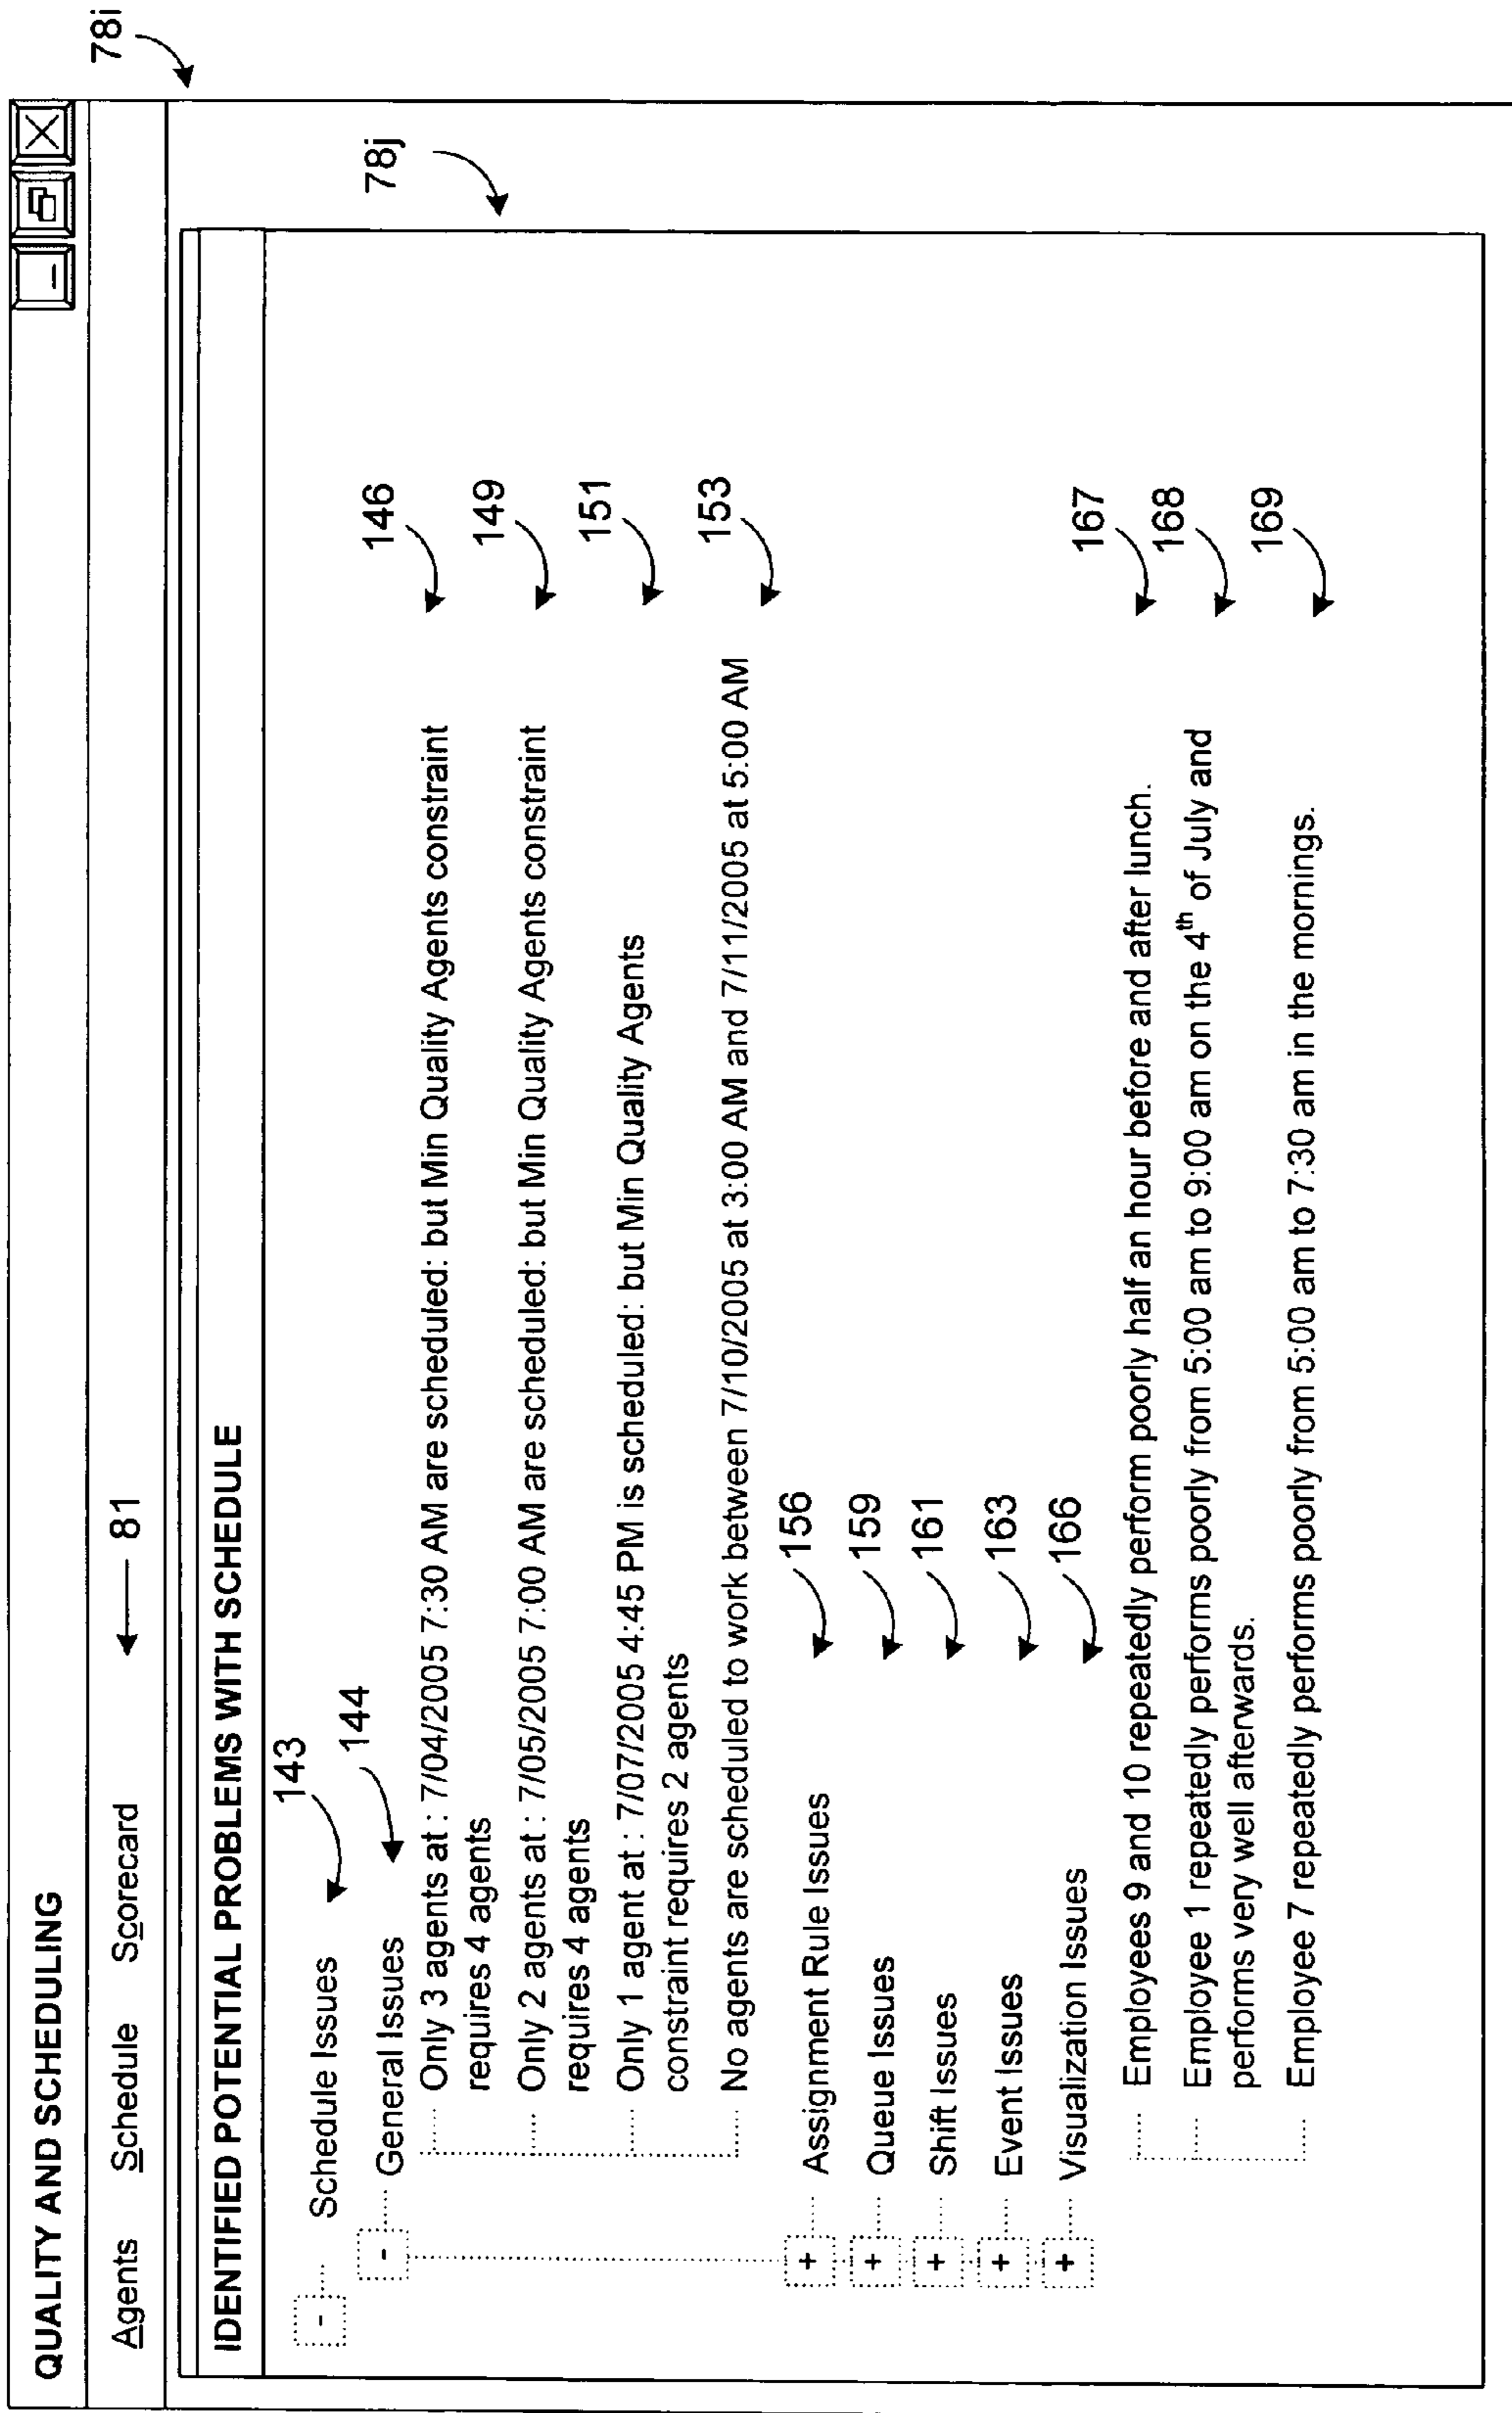 78i
QUALITY AND SCHEDULING
Agents Schedule Scorecard 81
78j
IDENTIFIED POTENTIAL PROBLEMS WITH SCHEDULE
143
- Schedule Issues
144
- General Issues
146
Only 3 agents at : 7/04/2005 7:30 AM are scheduled: but Min Quality Agents constraint
requires 4 agents
149
Only 2 agents at : 7/05/2005 7:00 AM are scheduled: but Min Quality Agents constraint
requires 4 agents
151
Only 1 agent at : 7/07/2005 4:45 PM is scheduled: but Min Quality Agents
constraint requires 2 agents
153
No agents are scheduled to work between 7/10/2005 at 3:00 AM and 7/11/2005 at 5:00 AM
156
+ Assignment Rule Issues
159
+ Queue Issues
161
+ Shift Issues
163
+ Event Issues
166
+ Visualization Issues
167
Employees 9 and 10 repeatedly perform poorly half an hour before and after lunch.
168
Employee 1 repeatedly performs poorly from 5:00 am to 9:00 am on the 4th of July and
performs very well afterwards.
169
Employee 7 repeatedly performs poorly from 5:00 am to 7:30 am in the mornings.